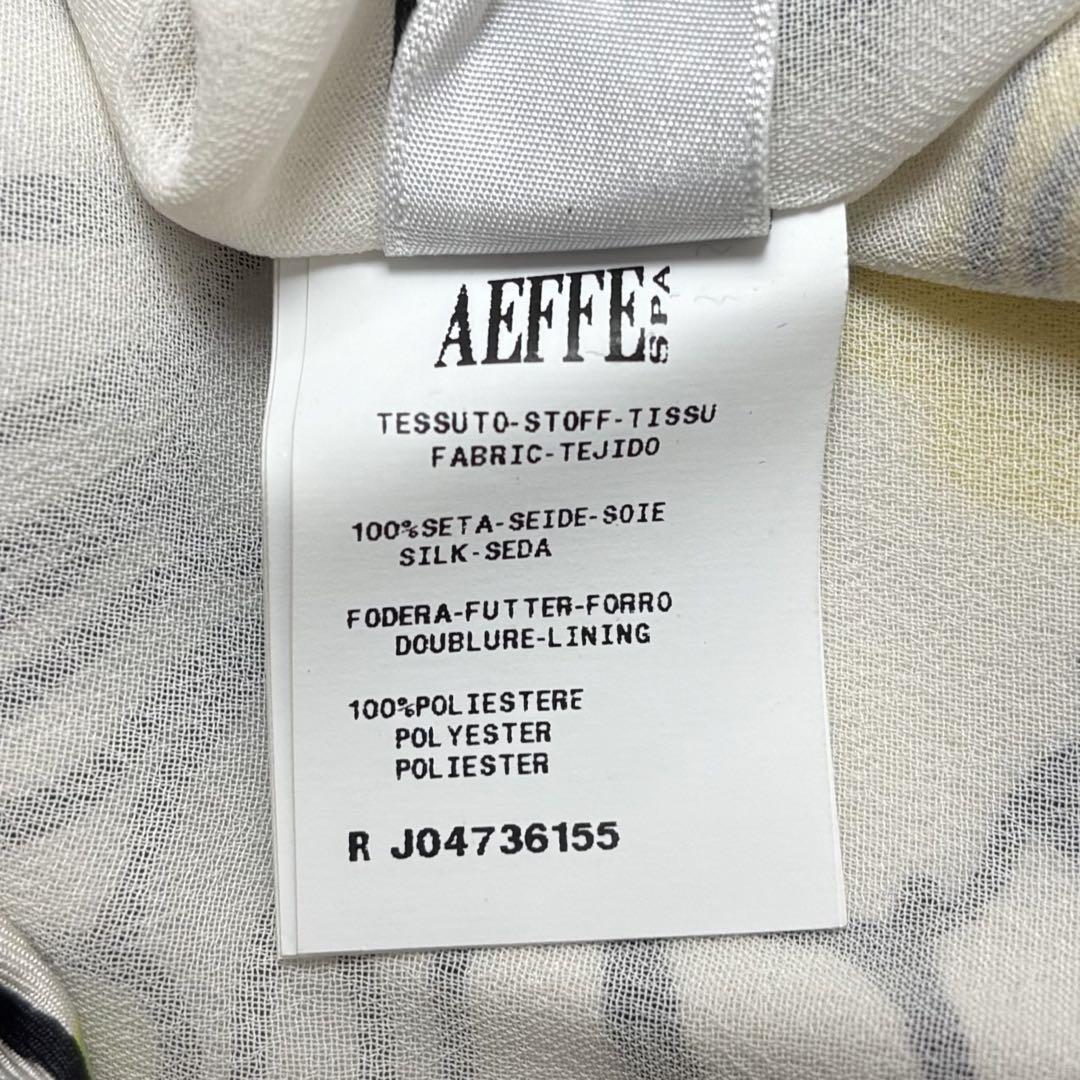 AEFFE SPA
TESSUTO-STOFF-TISSU
FABRIC-TEJIDO
100%SETA-SEIDE-SOIE
SILK-SEDA
FODERA-FUTTER-FORRO
DOUBLURE-LINING
100%POLIESTERE
POLYESTER
POLIESTER
R J04736155